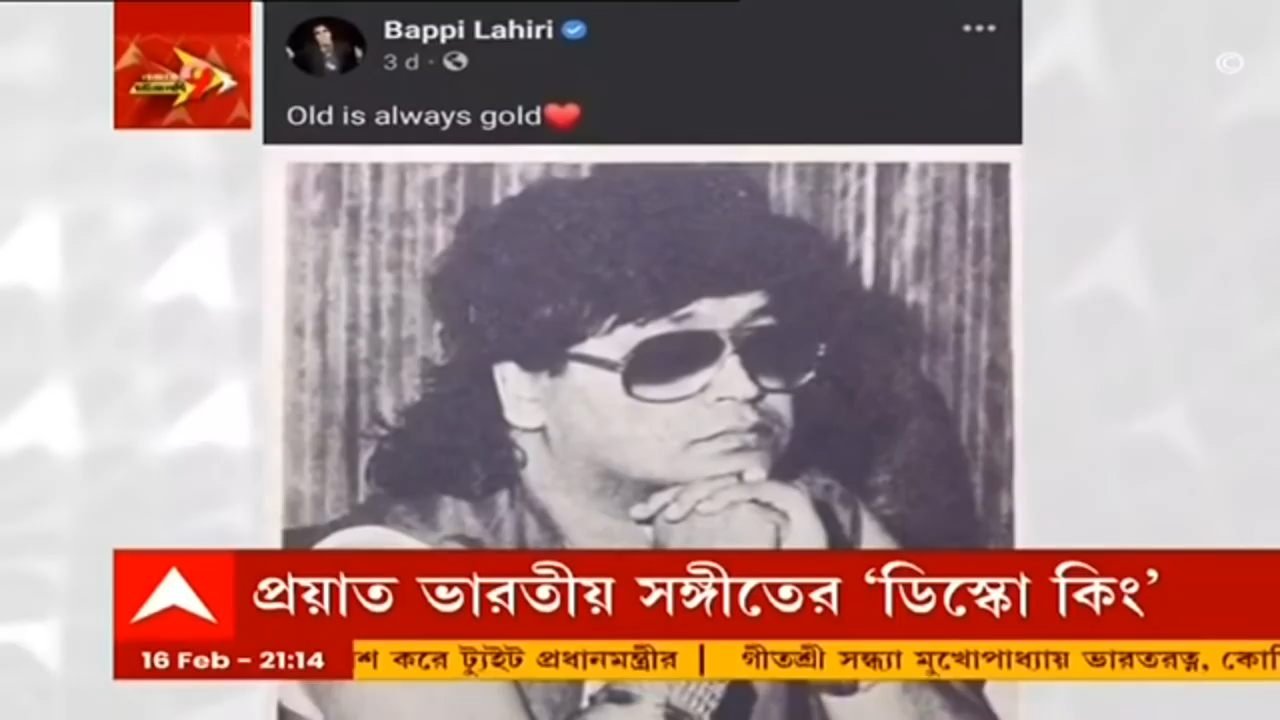 Bappi Lahiri
3 d ·
Old is always gold❤️
©
প্রয়াত ভারতীয় সঙ্গীতের ‘ডিস্কো কিং’
16 Feb - 21:14
শ করে ট্যুইট প্রধানমন্ত্রীর | গীতশ্রী সন্ধ্যা মুখোপাধ্যায় ভারতরত্ন, কোটি